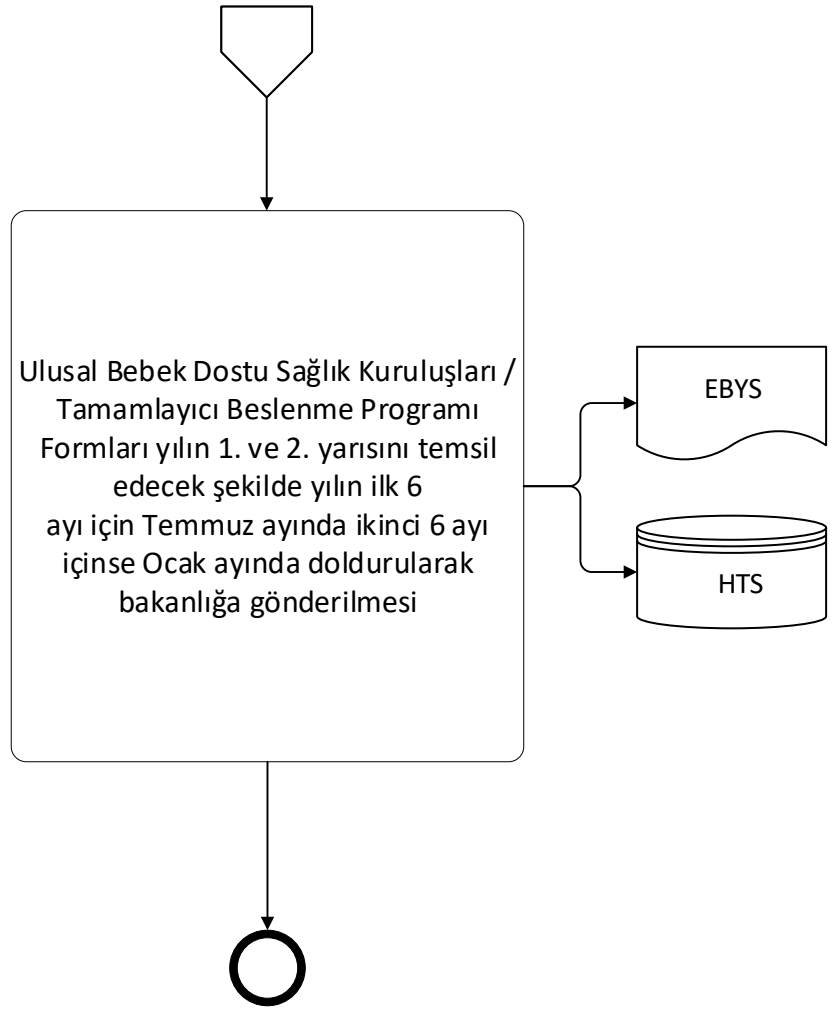 Ulusal Bebek Dostu Sağlık Kuruluşları /
Tamamlayıcı Beslenme Programı
Formları yılın 1. ve 2. yarısını temsil
edecek şekilde yılın ilk 6
ayı için Temmuz ayında ikinci 6 ayı
içinse Ocak ayında doldurularak
bakanlığa gönderilmesi
EBYS
HTS